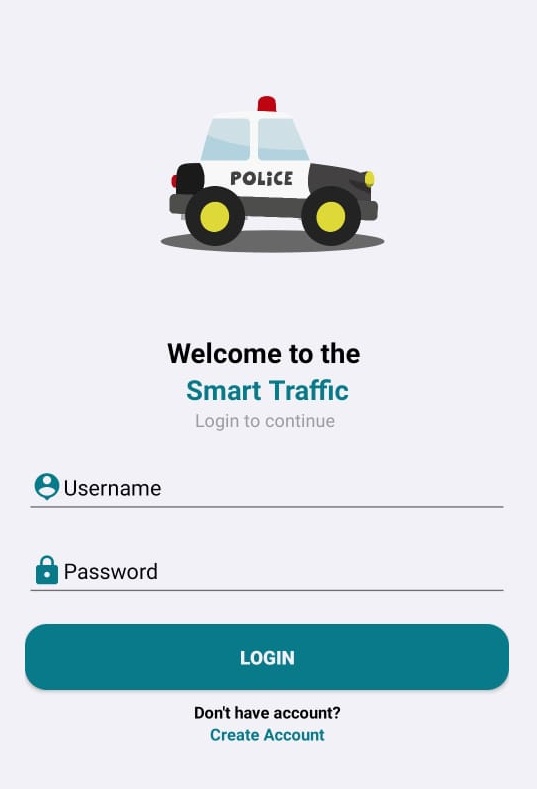 POLiCE
Welcome to the
Smart Traffic
Login to continue
Username
Password
LOGIN
Don't have account?
Create Account